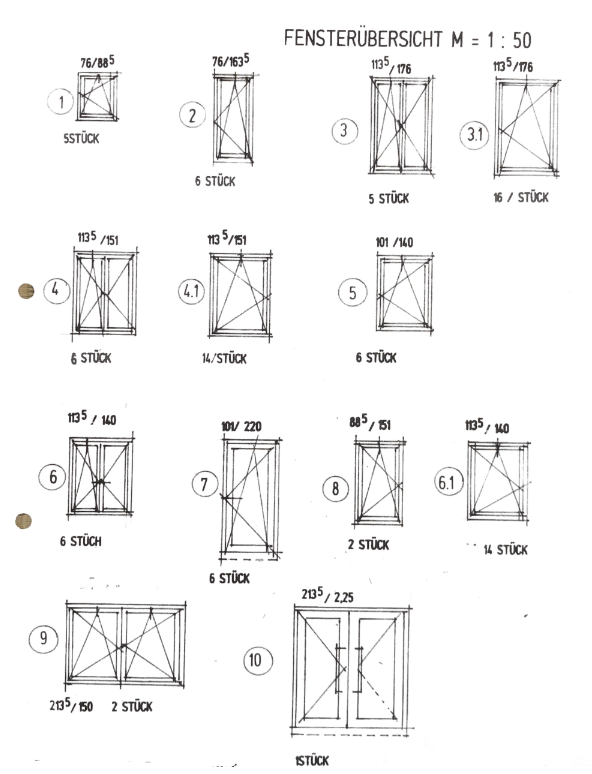 FENSTERÜBERSICHT M = 1 : 50
76/88⁵
1
5STÜCK
76/163⁵
2
6 STÜCK
113⁵/176
3
5 STÜCK
113⁵/176
3.1
16 / STÜCK
113⁵/151
4
6 STÜCK
113⁵/151
4.1
14/STÜCK
101 /140
5
6 STÜCK
113⁵ / 140
6
6 STÜCH
101/ 220
7
6 STÜCK
88⁵ / 151
8
2 STÜCK
113⁵ / 140
6.1
14 STÜCK
9
213⁵/150 2 STÜCK
213⁵/ 2,25
10
1STÜCK